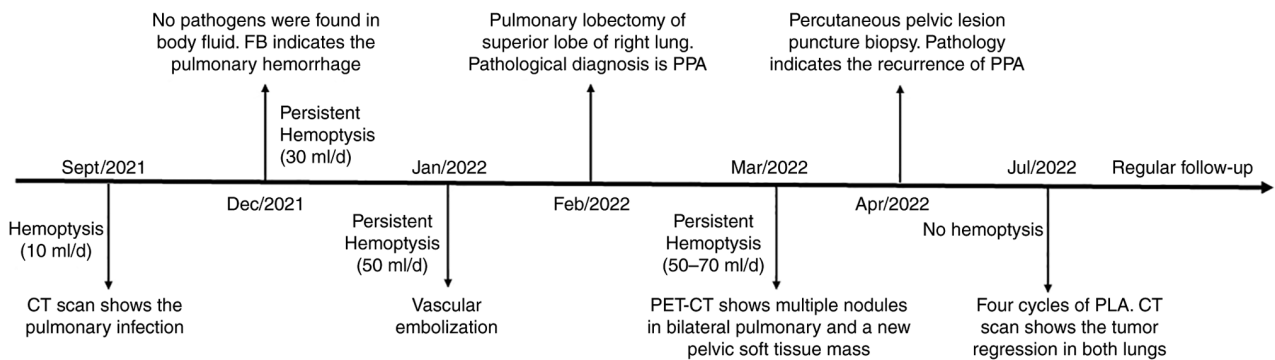 No pathogens were found in
body fluid. FB indicates the
pulmonary hemorrhage
Pulmonary lobectomy of
superior lobe of right lung.
Pathological diagnosis is PPA
Percutaneous pelvic lesion
puncture biopsy. Pathology
indicates the recurrence of PPA
Persistent
Hemoptysis
(30 ml/d)
Sept/2021
Jan/2022
Mar/2022
Jul/2022
Regular follow-up
Dec/2021
Feb/2022
Apr/2022
Hemoptysis
(10 ml/d)
Persistent
Hemoptysis
(50 ml/d)
Persistent
Hemoptysis
(50–70 ml/d)
No hemoptysis
CT scan shows the
pulmonary infection
Vascular
embolization
PET-CT shows multiple nodules
in bilateral pulmonary and a new
pelvic soft tissue mass
Four cycles of PLA. CT
scan shows the tumor
regression in both lungs